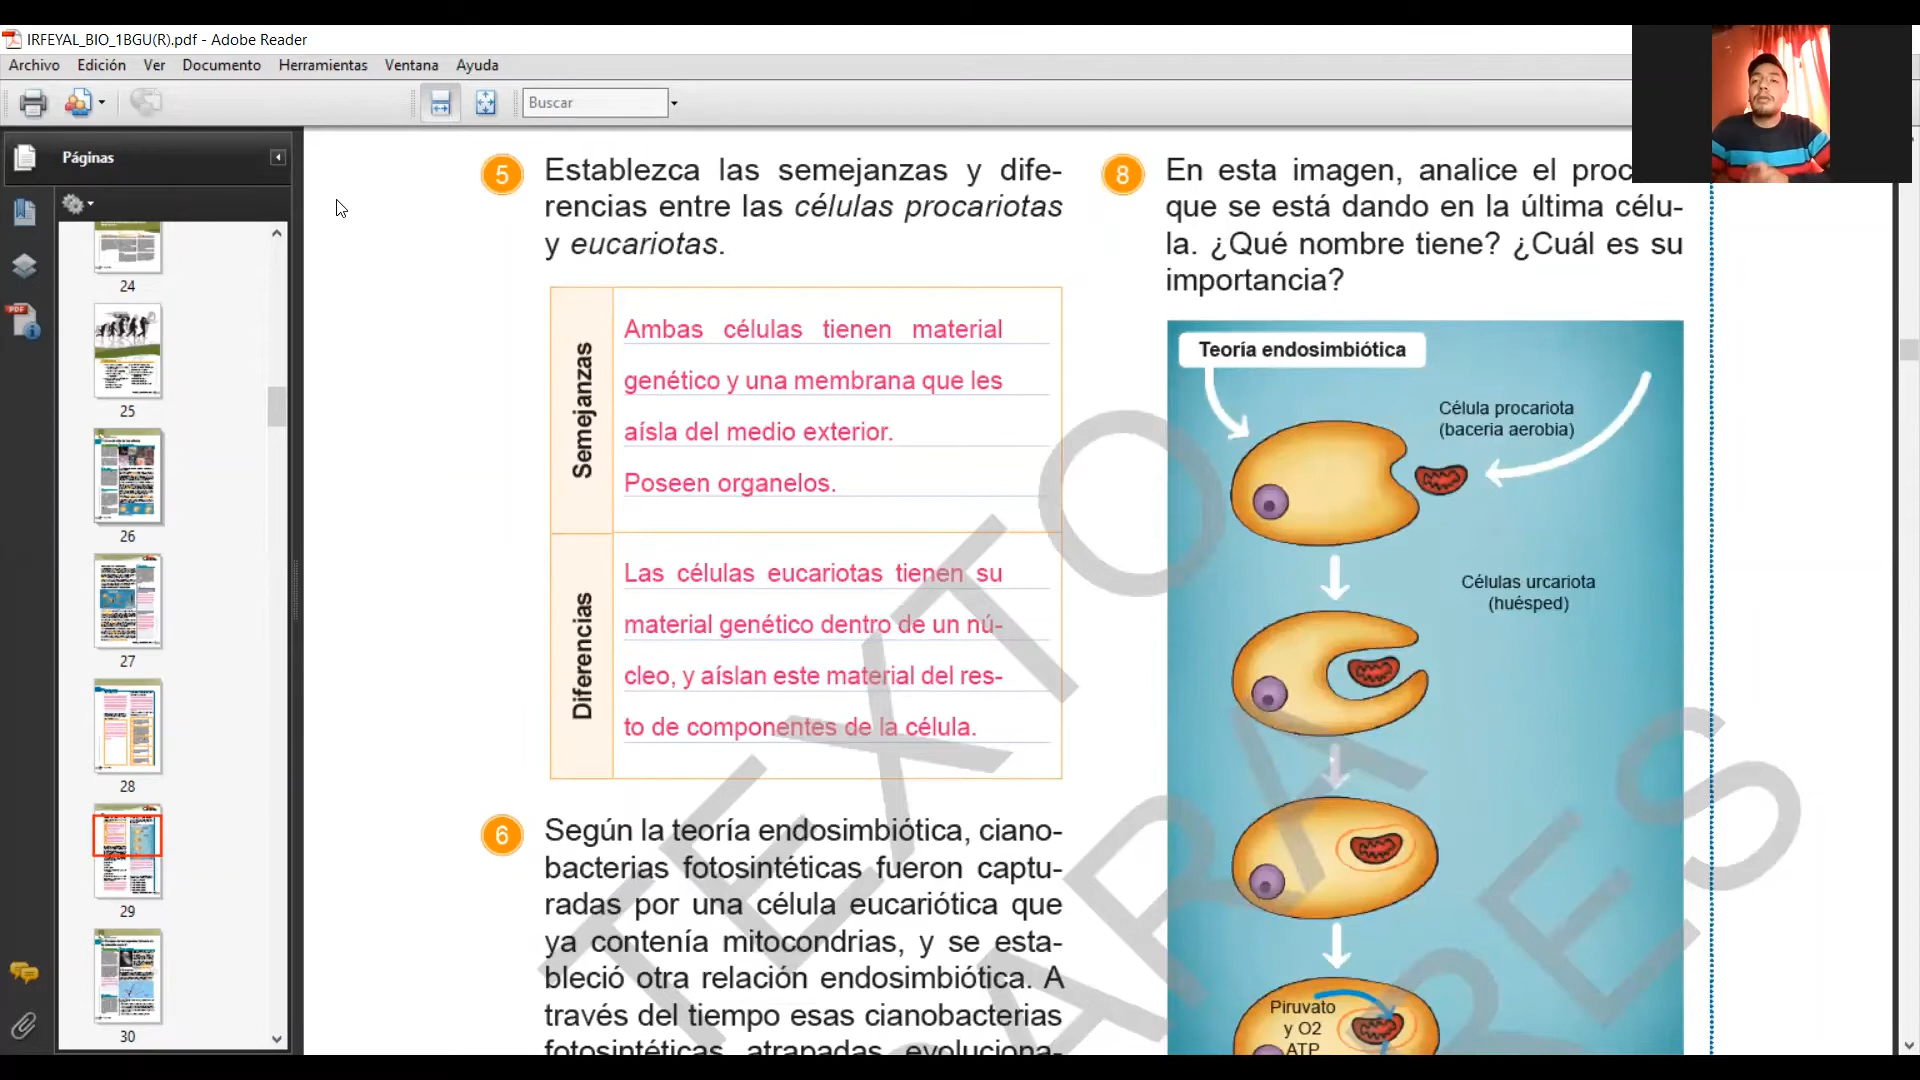 IRFEYAL_BIO_1BGU(R).pdf - Adobe Reader
Archivo Edición Ver Documento Herramientas Ventana Ayuda
Buscar
Páginas
24
25
26
27
28
29
30
5 Establezca las semejanzas y dife-
rencias entre las células procariotas
y eucariotas.
Semejanzas
Ambas células tienen material
genético y una membrana que les
aísla del medio exterior.
Poseen organelos.
Diferencias
Las células eucariotas tienen su
material genético dentro de un nú-
cleo, y aíslan este material del res-
to de componentes de la célula.
6 Según la teoría endosimbiótica, ciano-
bacterias fotosintéticas fueron captu-
radas por una célula eucariótica que
ya contenía mitocondrias, y se esta-
bleció otra relación endosimbiótica. A
través del tiempo esas cianobacterias
fotosintéticas atrapadas evoluciona-
8 En esta imagen, analice el proc
que se está dando en la última célu-
la. ¿Qué nombre tiene? ¿Cuál es su
importancia?
Teoría endosimbiótica
Célula procariota
(baceria aerobia)
Células urcariota
(huésped)
Piruvato
y O2
ATP
TEXTO
PARA